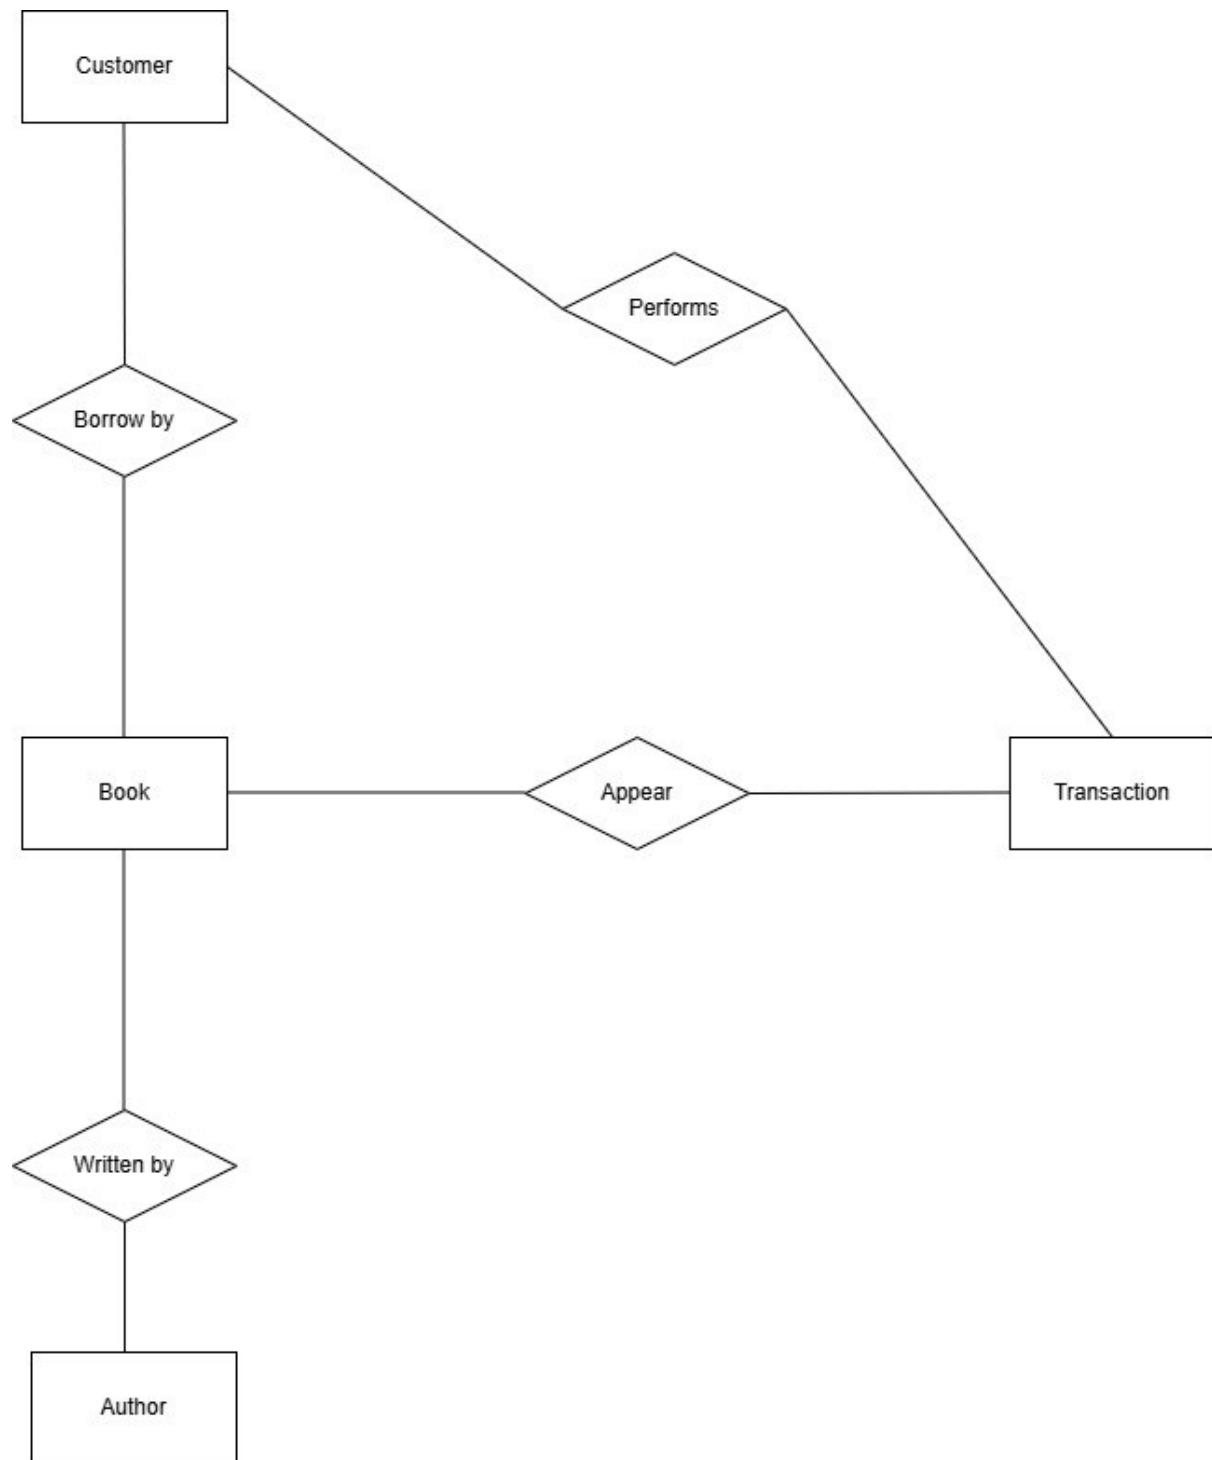 Customer
Performs
Borrow by
Book
Appear
Transaction
Written by
Author